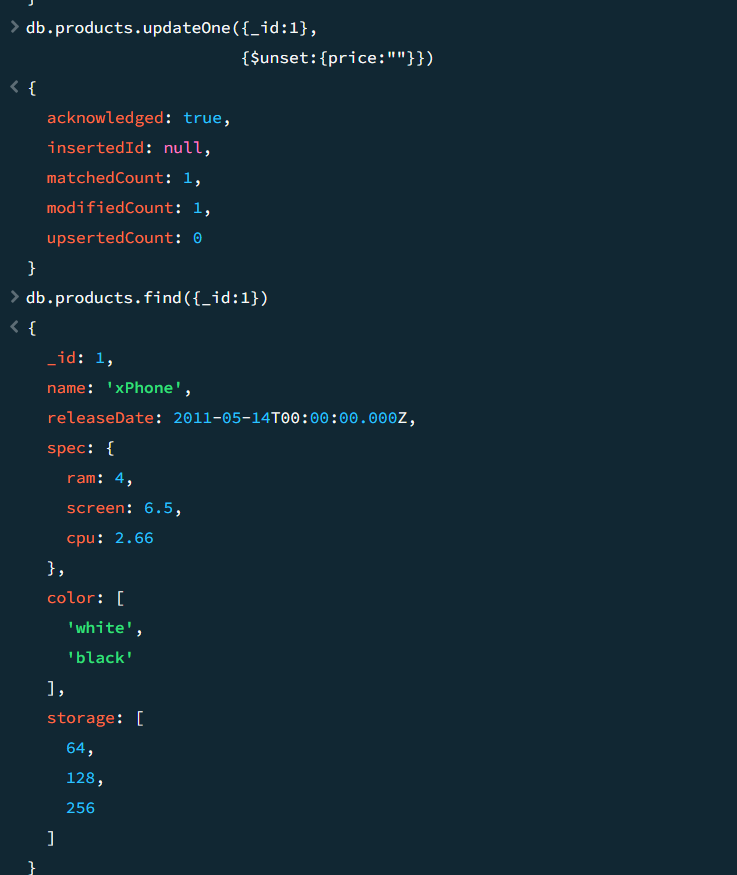 }
> db.products.updateOne({_id:1},
{$unset:{price:""}})
< {
acknowledged: true,
insertedId: null,
matchedCount: 1,
modifiedCount: 1,
upsertedCount: 0
}
> db.products.find({_id:1})
< {
_id: 1,
name: 'xPhone',
releaseDate: 2011-05-14T00:00:00.000Z,
spec: {
ram: 4,
screen: 6.5,
cpu: 2.66
},
color: [
'white',
'black'
],
storage: [
64,
128,
256
]
}